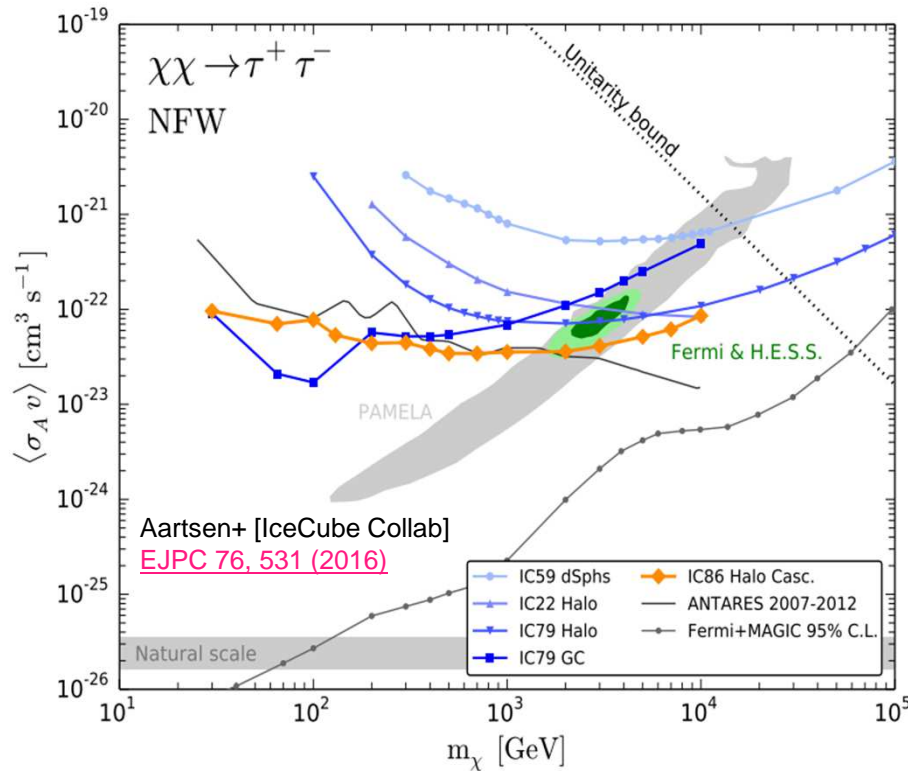 χχ → τ⁺ τ⁻
NFW
Unitarity bound
Fermi & H.E.S.S.
PAMELA
Aartsen+ [IceCube Collab]
EJPC 76, 531 (2016)
Natural scale
IC59 dSphs
IC22 Halo
IC79 Halo
IC79 GC
IC86 Halo Casc.
ANTARES 2007-2012
Fermi+MAGIC 95% C.L.
⟨σ_A v⟩ [cm³ s⁻¹]
10⁻¹⁹
10⁻²⁰
10⁻²¹
10⁻²²
10⁻²³
10⁻²⁴
10⁻²⁵
10⁻²⁶
10¹ 10² 10³ 10⁴ 10⁵
m_χ [GeV]